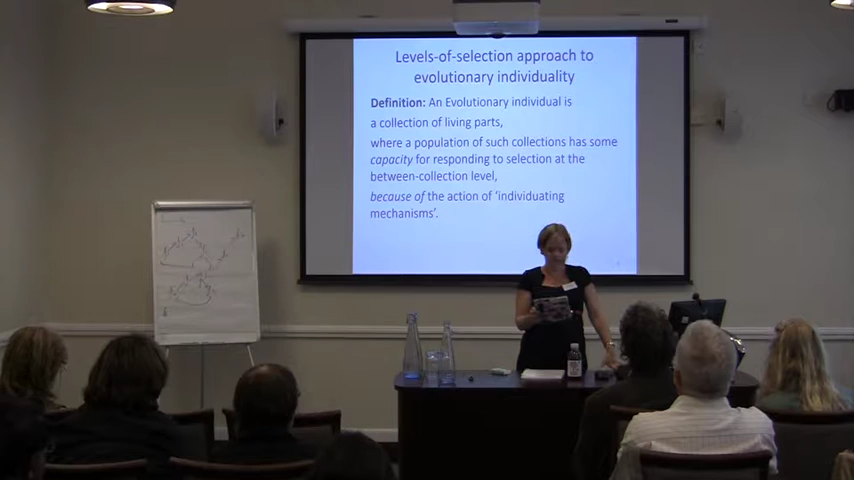 Levels-of-selection approach to
evolutionary individuality
Definition: An Evolutionary individual is
a collection of living parts,
where a population of such collections has some
capacity for responding to selection at the
between-collection level,
because of the action of 'individuating
mechanisms'.